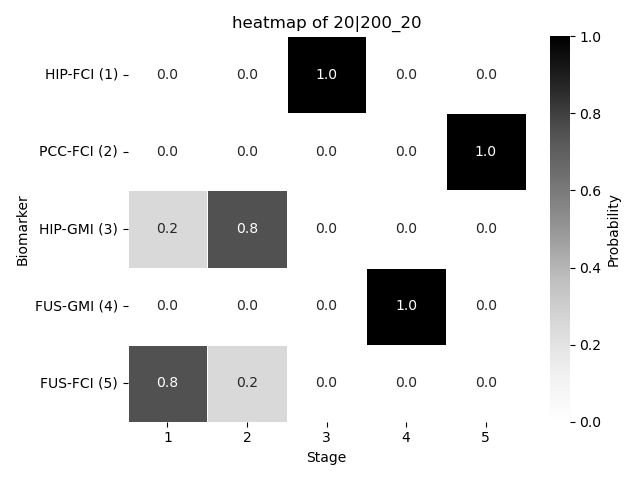 heatmap of 20|200_20
HIP-FCI (1) 0.0 0.0 1.0 0.0 0.0
PCC-FCI (2) 0.0 0.0 0.0 0.0 1.0
HIP-GMI (3) 0.2 0.8 0.0 0.0 0.0
FUS-GMI (4) 0.0 0.0 0.0 1.0 0.0
FUS-FCI (5) 0.8 0.2 0.0 0.0 0.0
1 2 3 4 5
Stage
Biomarker
1.0
0.8
0.6
0.4
0.2
0.0
Probability